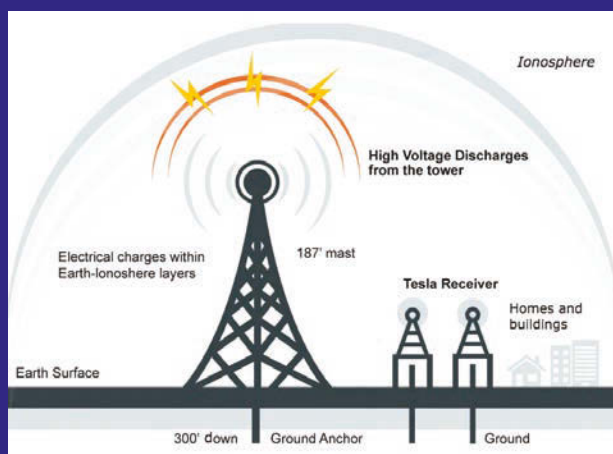 Ionosphere
High Voltage Discharges
from the tower
Electrical charges within
Earth-Ionoshere layers
187' mast
Tesla Receiver
Homes and
buildings
Earth Surface
300' down
Ground Anchor
Ground